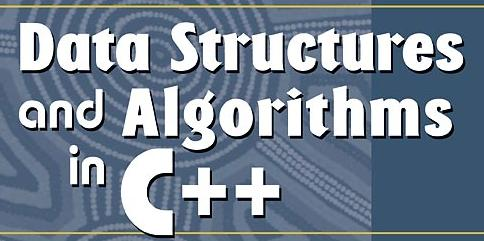 Data Structures
and Algorithms
in C++